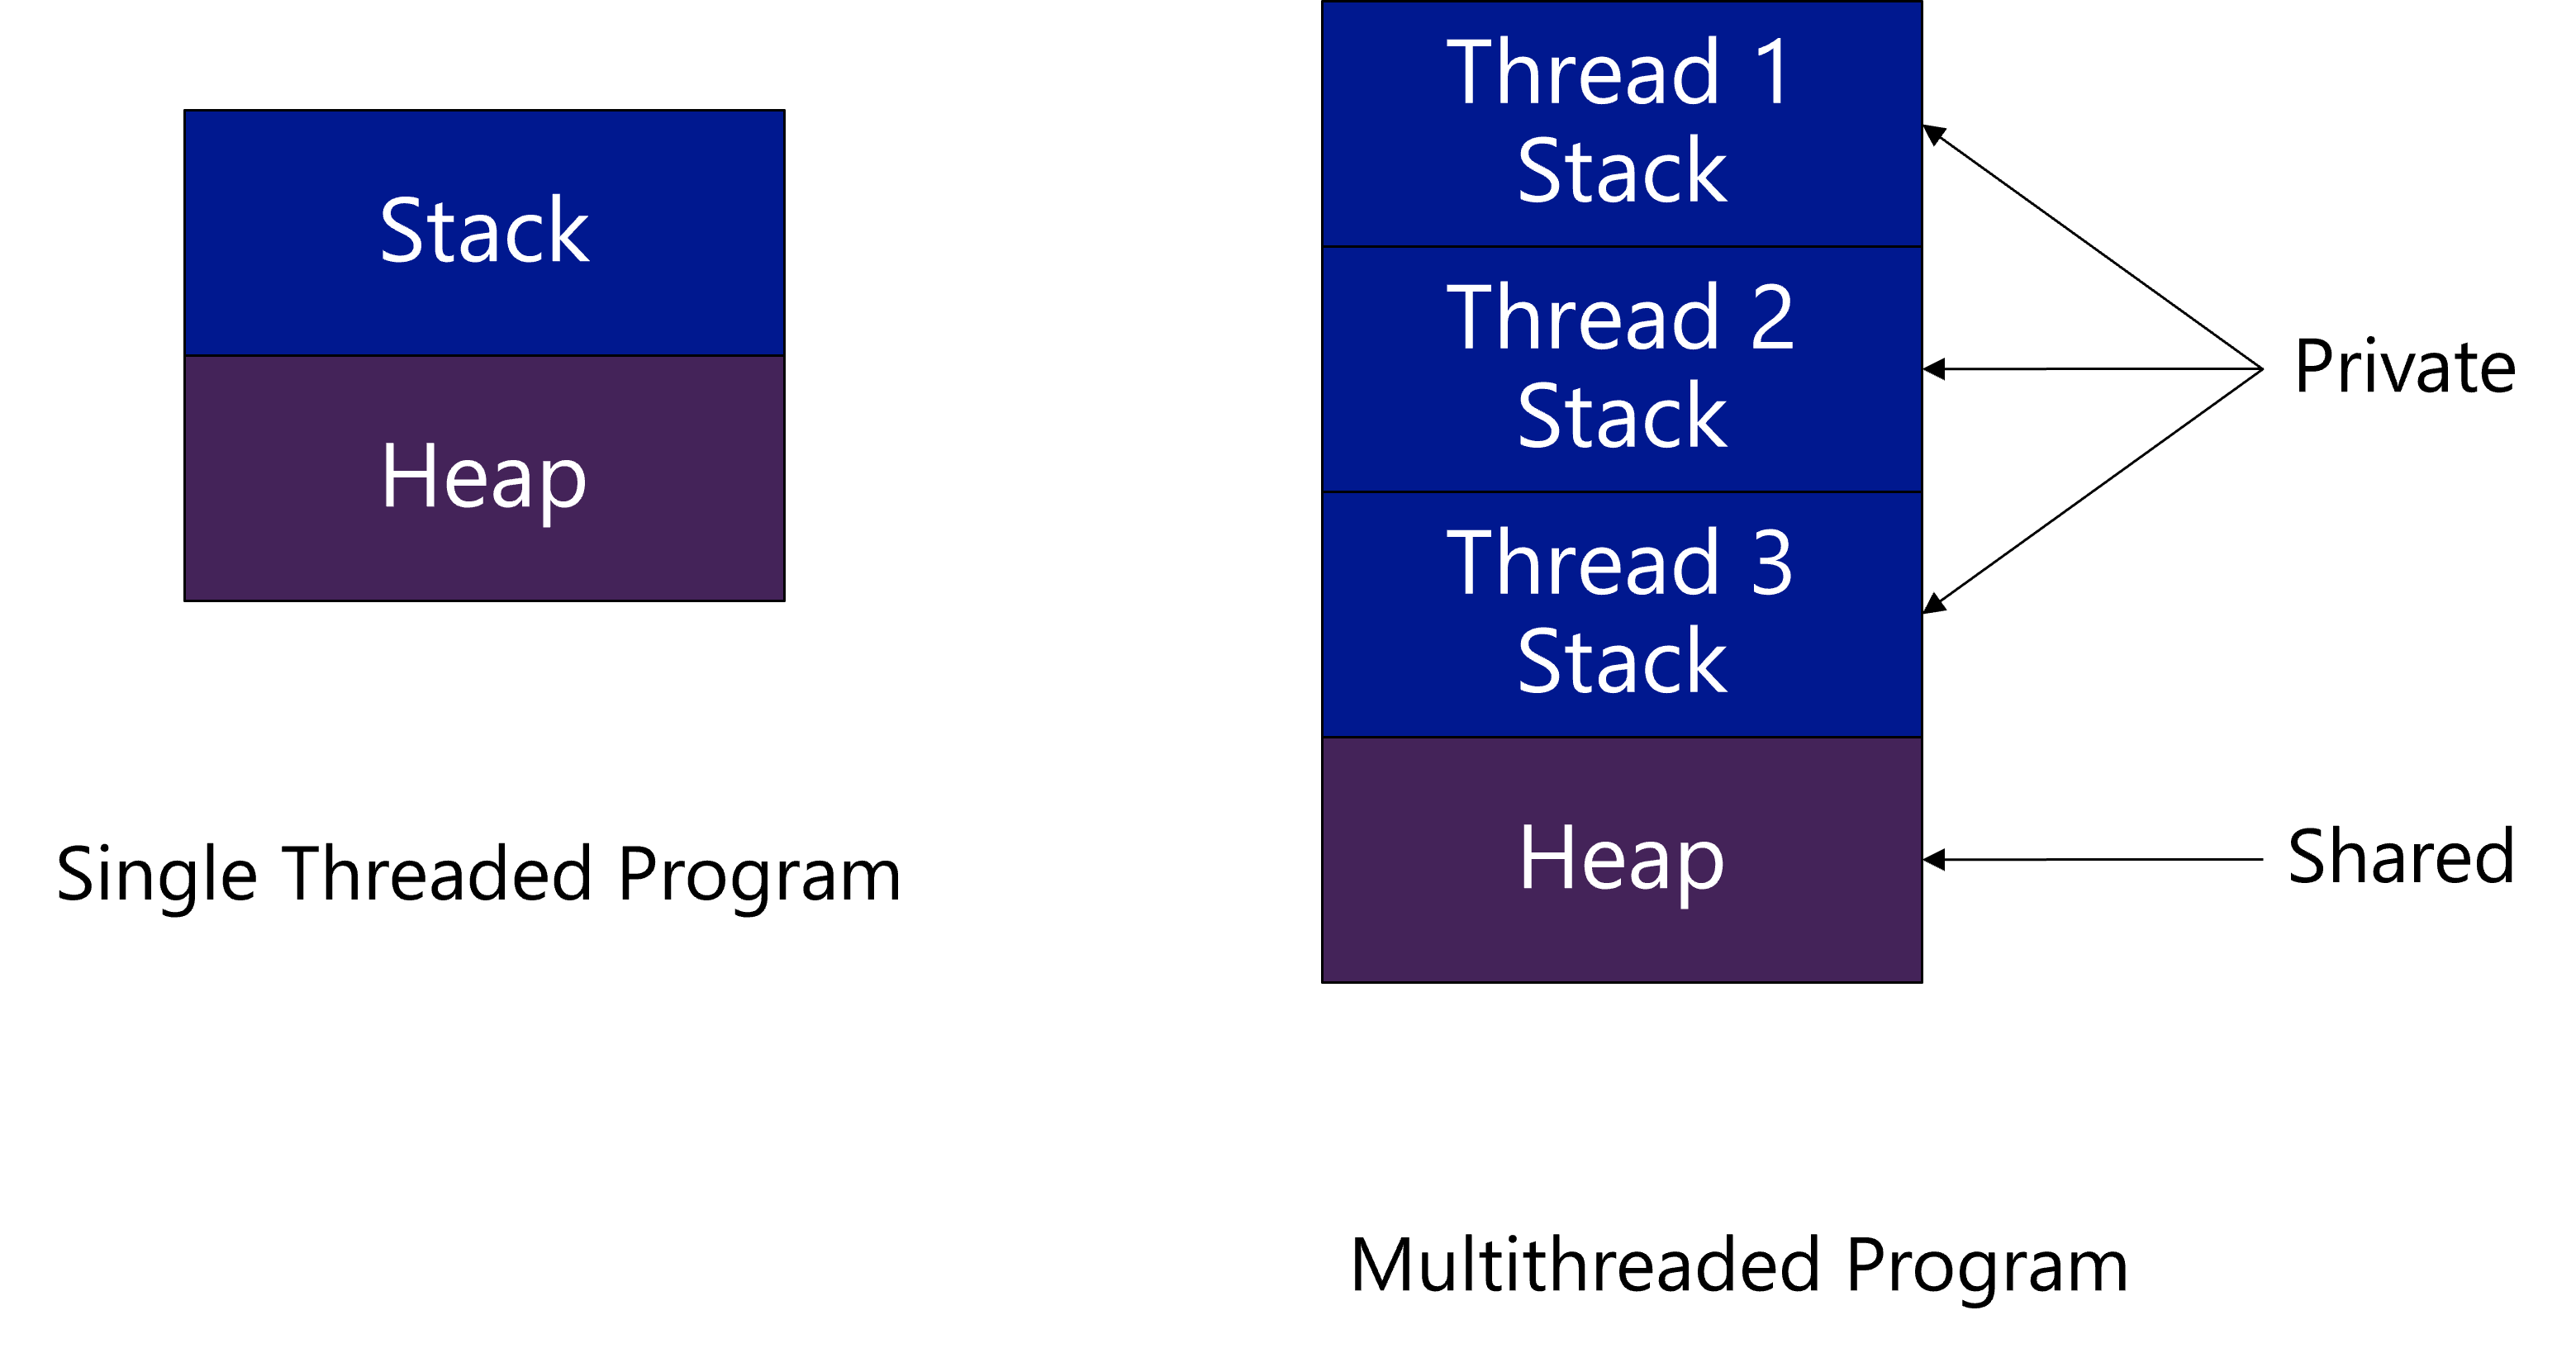 Stack
Heap
Single Threaded Program
Thread 1
Stack
Thread 2
Stack
Thread 3
Stack
Heap
Private
Shared
Multithreaded Program